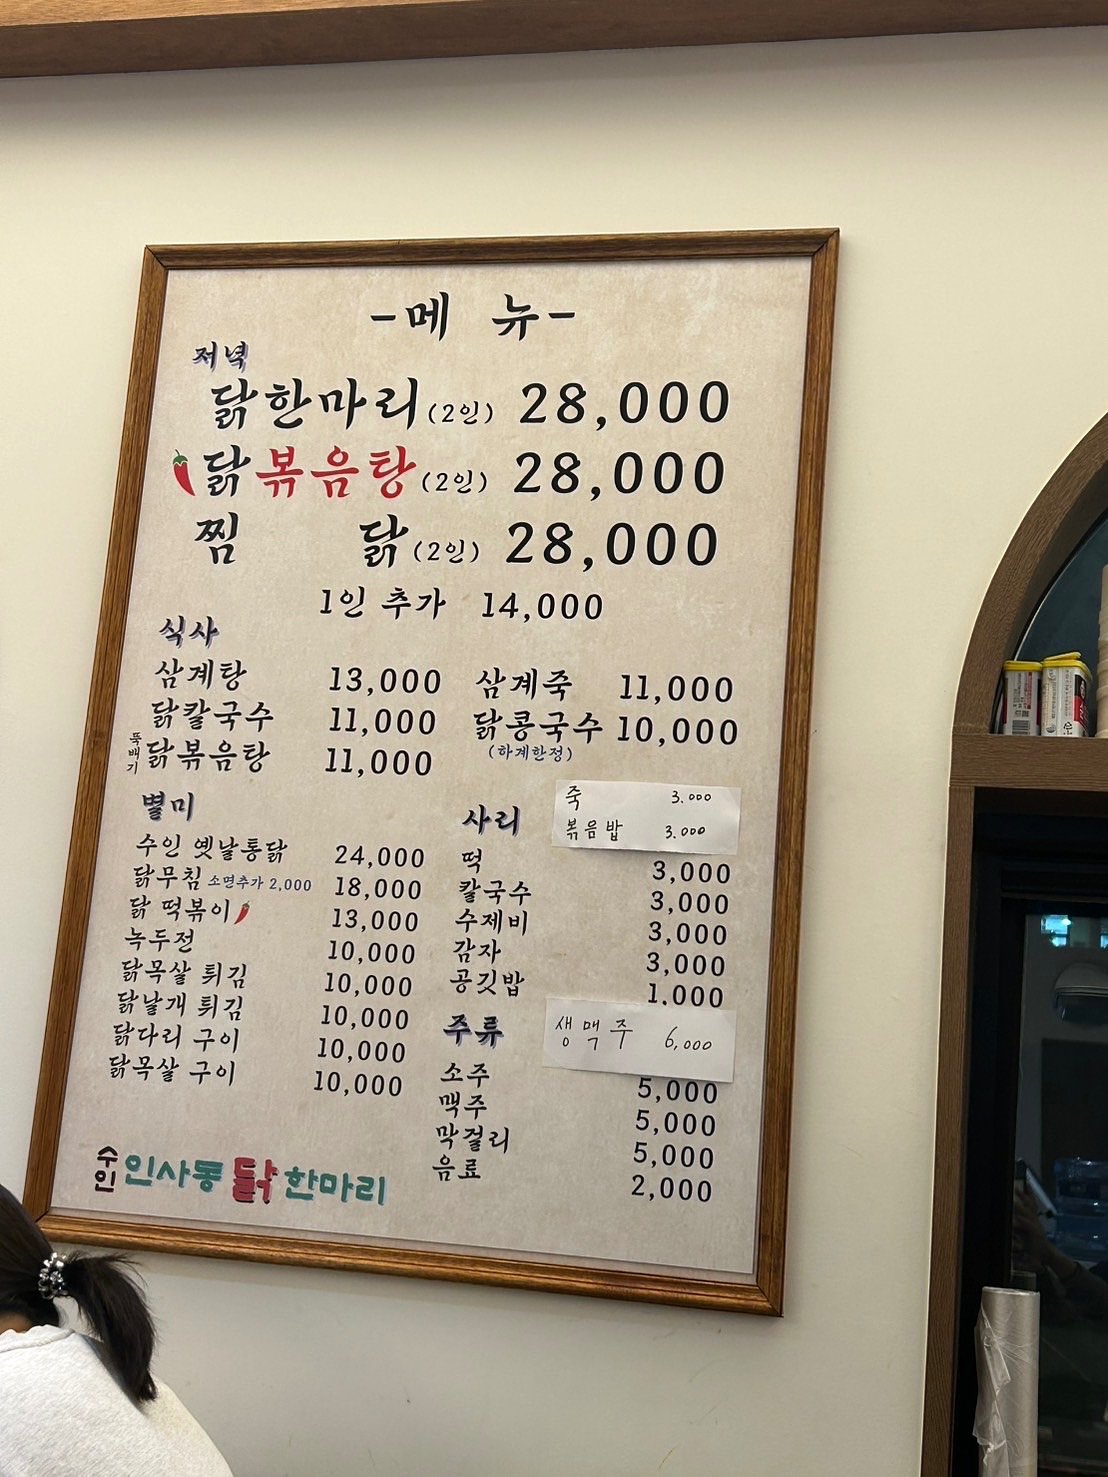 -메 뉴-
저녁
닭한마리(2인) 28,000
닭볶음탕(2인) 28,000
찜 닭(2인) 28,000
1인 추가 14,000
식사
삼계탕 13,000
닭칼국수 11,000
뚝배기 닭볶음탕 11,000
삼계죽 11,000
닭콩국수 10,000
(하계한정)
별미
수인 옛날통닭 24,000
닭무침 소면추가 2,000 18,000
닭 떡볶이 13,000
녹두전 10,000
닭목살 튀김 10,000
닭날개 튀김 10,000
닭다리 구이 10,000
닭목살 구이 10,000
죽 3.000
볶음밥 3.000
사리
떡 3,000
칼국수 3,000
수제비 3,000
감자 3,000
공깃밥 1.000
생맥주 6,000
주류
소주 5,000
맥주 5,000
막걸리 5,000
음료 2,000
수인 인사동 닭한마리